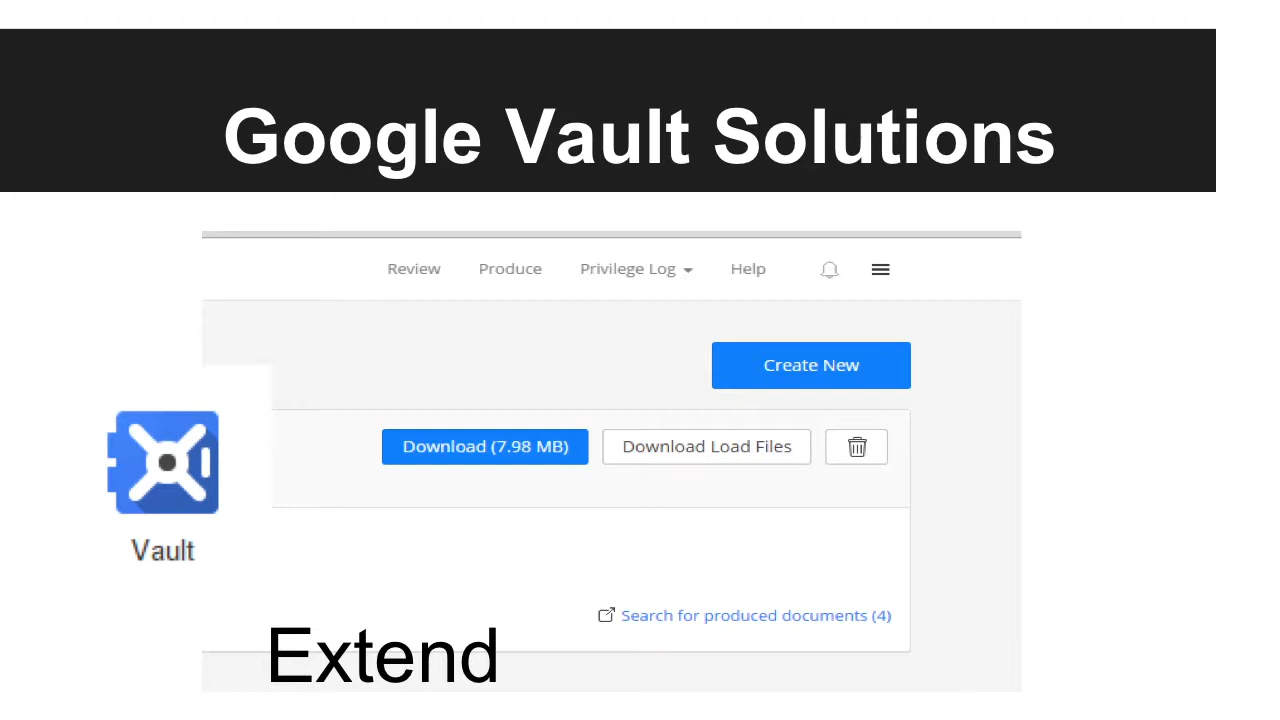 Google Vault Solutions
Review Produce Privilege Log Help
Create New
Download (7.98 MB) Download Load Files
Vault
Search for produced documents (4)
Extend